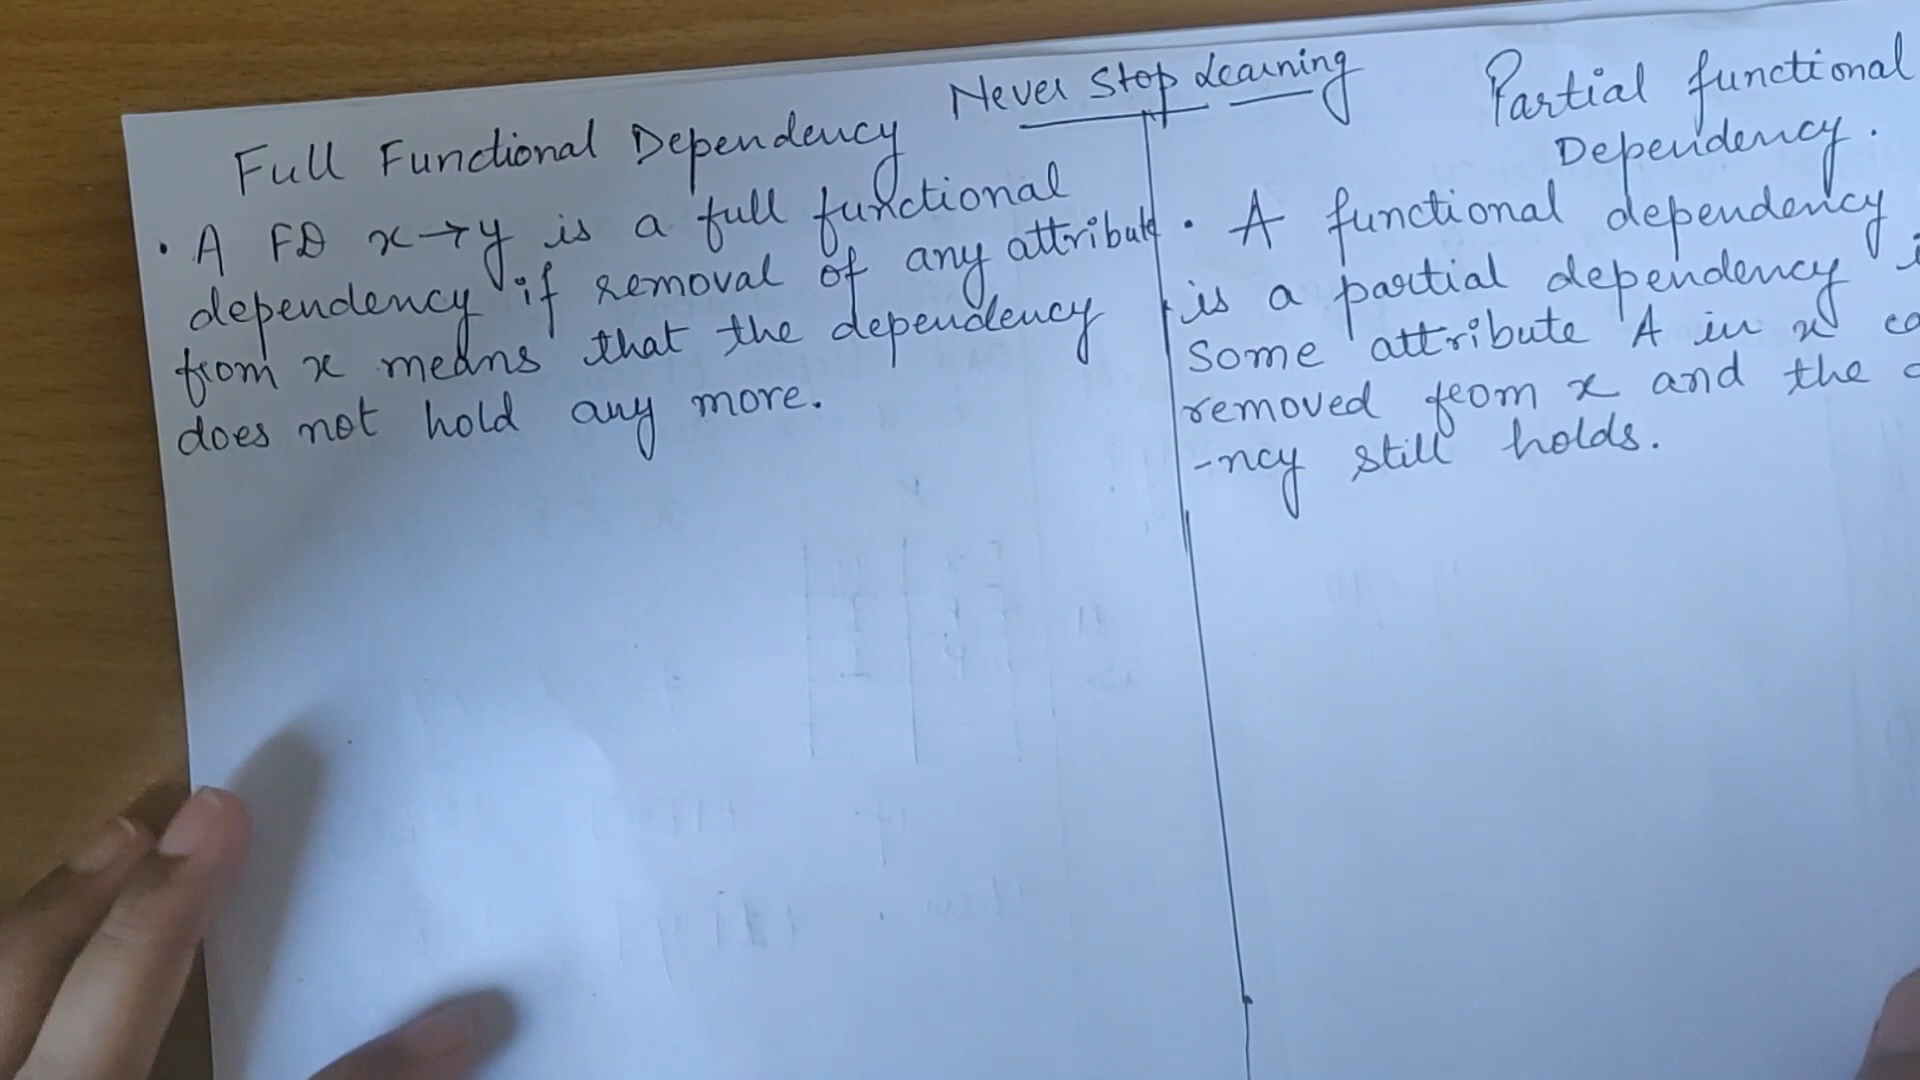 Never Stop Learning
Full Functional Dependency
• A FD x→y is a full functional
dependency if removal of any attribute
from x means that the dependency
does not hold any more.
Partial functional
Dependency.
• A functional dependency
is a partial dependency
Some attribute A in x
removed from x and the
-ncy still holds.